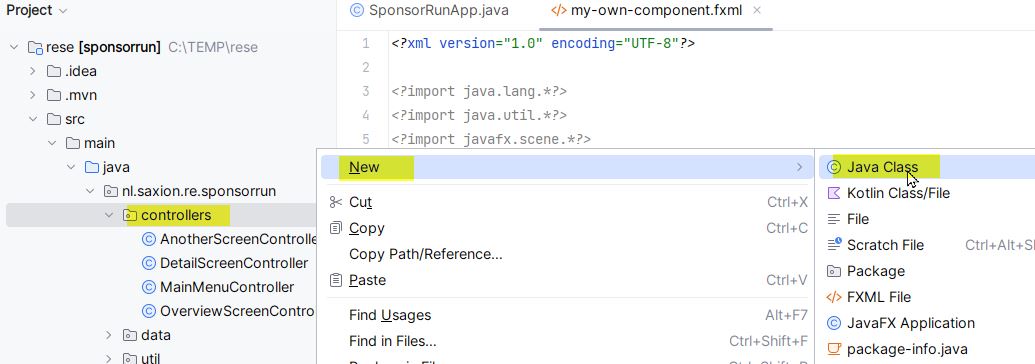 Project
SponsorRunApp.java
my-own-component.fxml
rese [sponsorrun] C:\TEMP\rese
.idea
.mvn
src
main
java
nl.saxion.re.sponsorrun
controllers
AnotherScreenControlle
DetailScreenController
MainMenuController
OverviewScreenContro
data
util
1 <?xml version="1.0" encoding="UTF-8"?>
2
3 <?import java.lang.*?>
4 <?import java.util.*?>
5 <?import javafx.scene.*?>
New
Cut Ctrl+X
Copy Ctrl+C
Copy Path/Reference...
Paste Ctrl+V
Find Usages Alt+F7
Find in Files... Ctrl+Shift+F
Java Class
Kotlin Class/File
File
Scratch File Ctrl+Alt+S
Package
FXML File
JavaFX Application
package-info.java